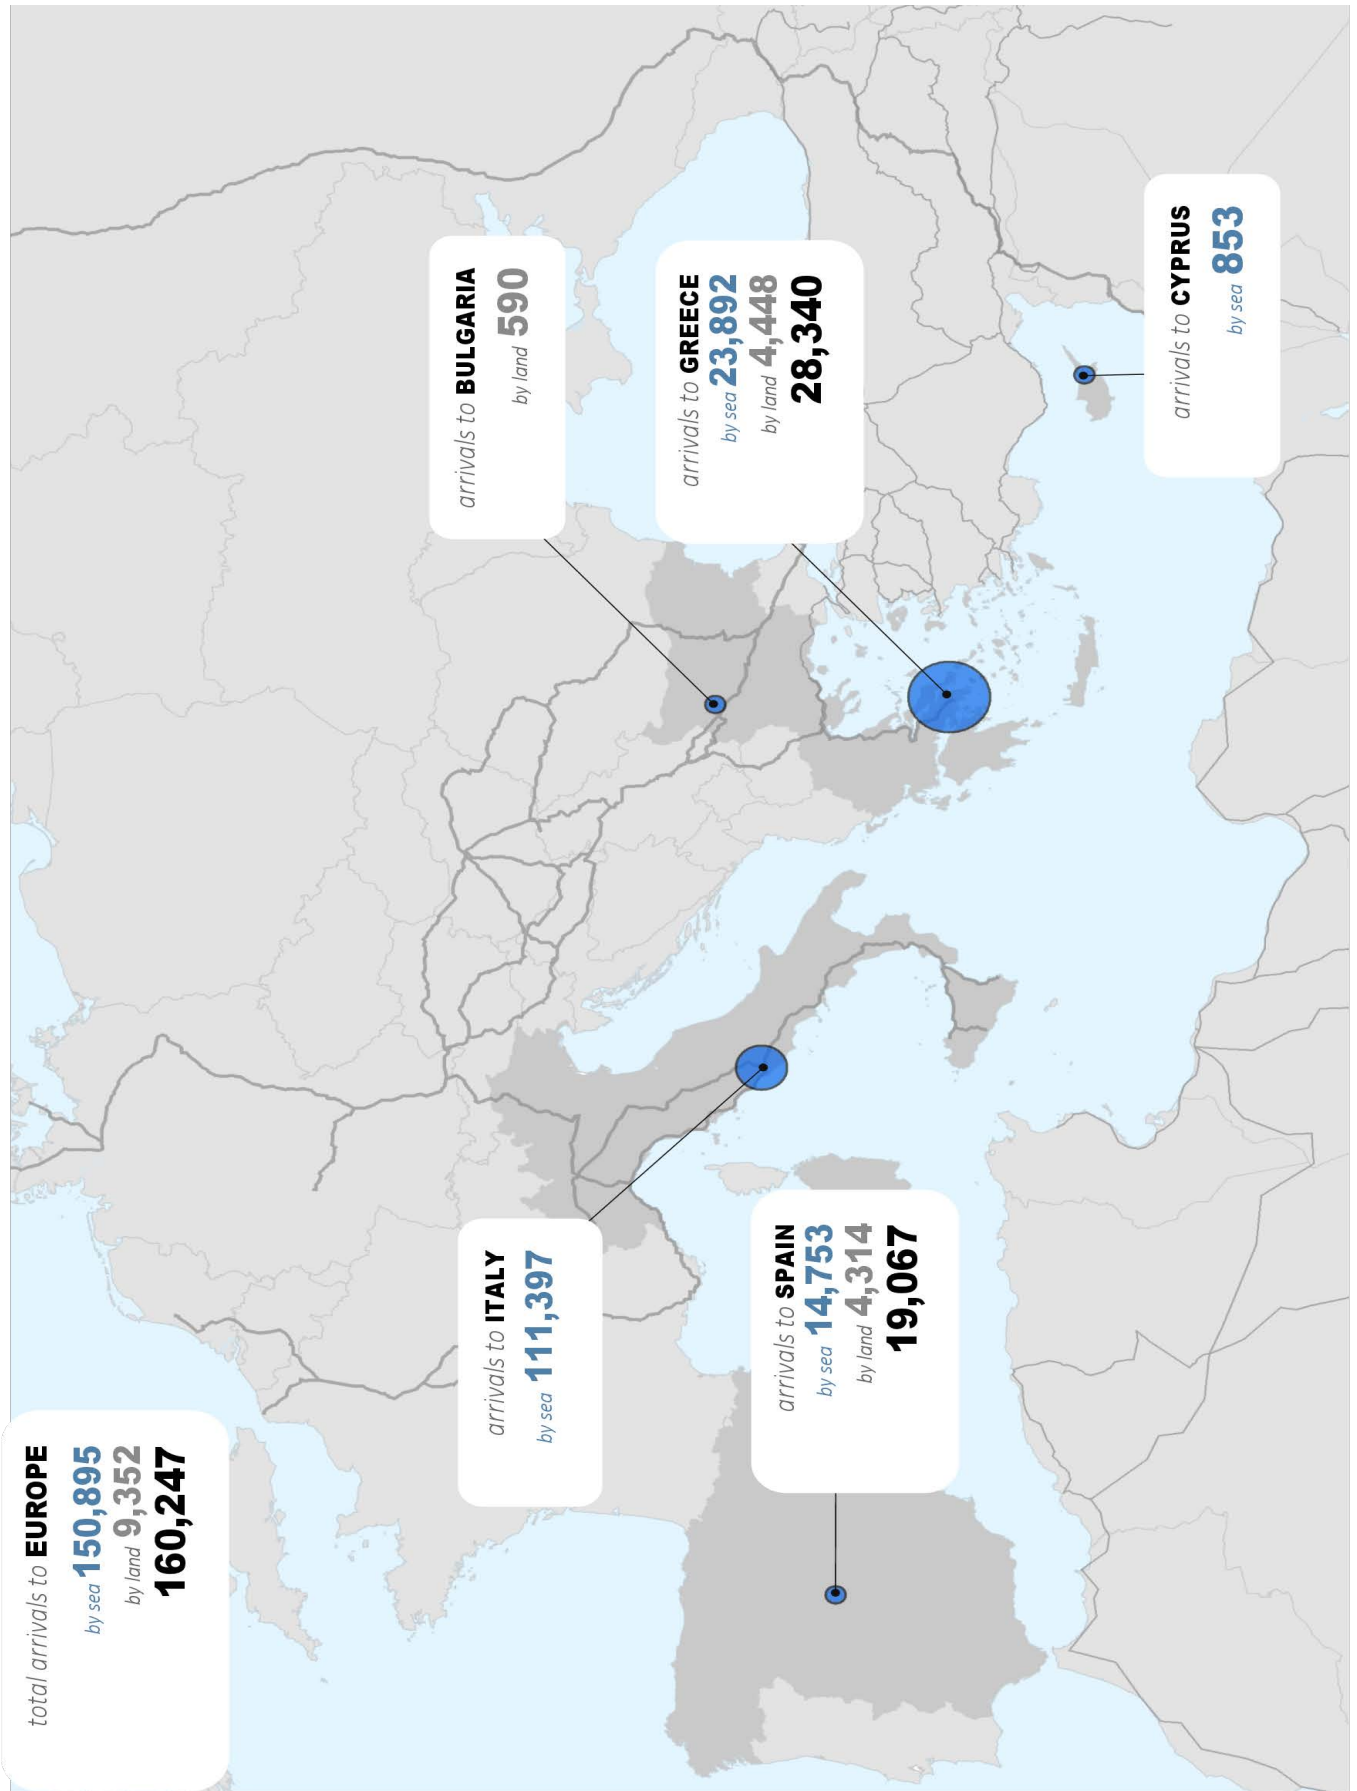 total arrivals to EUROPE
by sea 150,895
by land 9,352
160,247
arrivals to ITALY
by sea 111,397
arrivals to SPAIN
by sea 14,753
by land 4,314
19,067
arrivals to BULGARIA
by land 590
arrivals to GREECE
by sea 23,892
by land 4,448
28,340
arrivals to CYPRUS
by sea 853